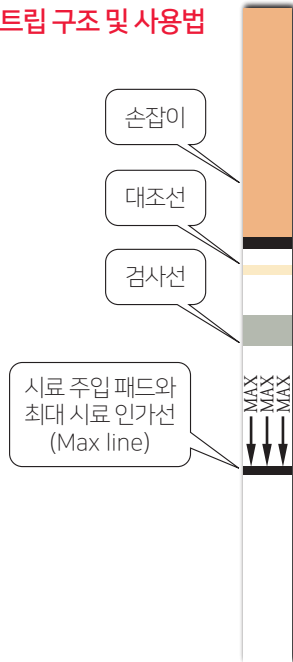 트립 구조 및 사용법
손잡이
대조선
검사선
시료 주입 패드와
최대 시료 인가선
(Max line)
MAX
MAX
MAX